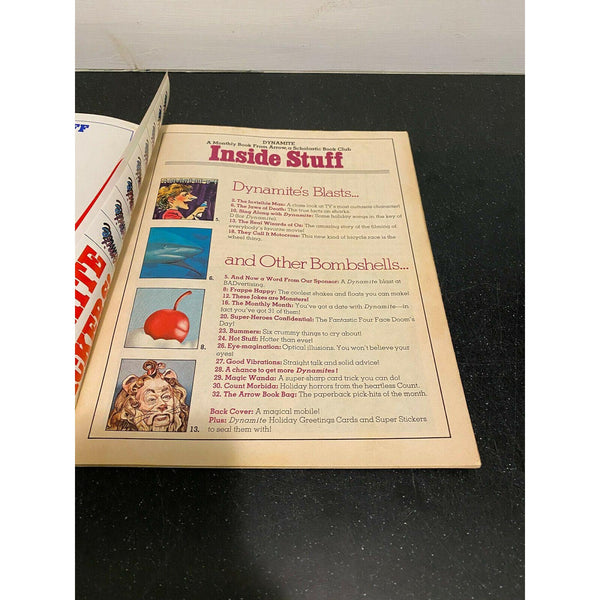 DYNAMITE
A Monthly Book From Arrow, a Scholastic Book Club
Inside Stuff
Dynamite's Blasts...
2. The Invisible Man: A close look at TV's most outasite character!
6. The Jaws of Death: The true facts on sharks.
10. Sing Along with Dynamite: Some holiday songs in the key of
D (for Dynamite).
13. The Real Wizards of Oz: The amazing story of the filming of
everybody's favorite movie!
18. They Call It Motocross: This new kind of bicycle race is the
wheel thing.
and Other Bombshells...
5. And Now a Word From Our Sponsor: A Dynamite blast at
BADvertising.
8. Frappe Happy: The coolest shakes and floats you can make!
12. These Jokes are Monsters!
16. The Monthly Month: You've got a date with Dynamite—in
fact you've got 31 of them!
20. Super-Heroes Confidential: The Fantastic Four Face Doom's
Day!
23. Bummers: Six crummy things to cry about!
24. Hot Stuff: Hotter than ever!
26. Eye-magination: Optical illusions. You won't believe your
eyes!
27. Good Vibrations: Straight talk and solid advice!
28. A chance to get more Dynamites!
29. Magic Wanda: A super-sharp card trick you can do!
30. Count Morbida: Holiday horrors from the heartless Count.
32. The Arrow Book Bag: The paperback pick-hits of the month.
Back Cover: A magical mobile!
Plus: Dynamite Holiday Greetings Cards and Super Stickers
to seal them with!
5.
6.
8.
13.